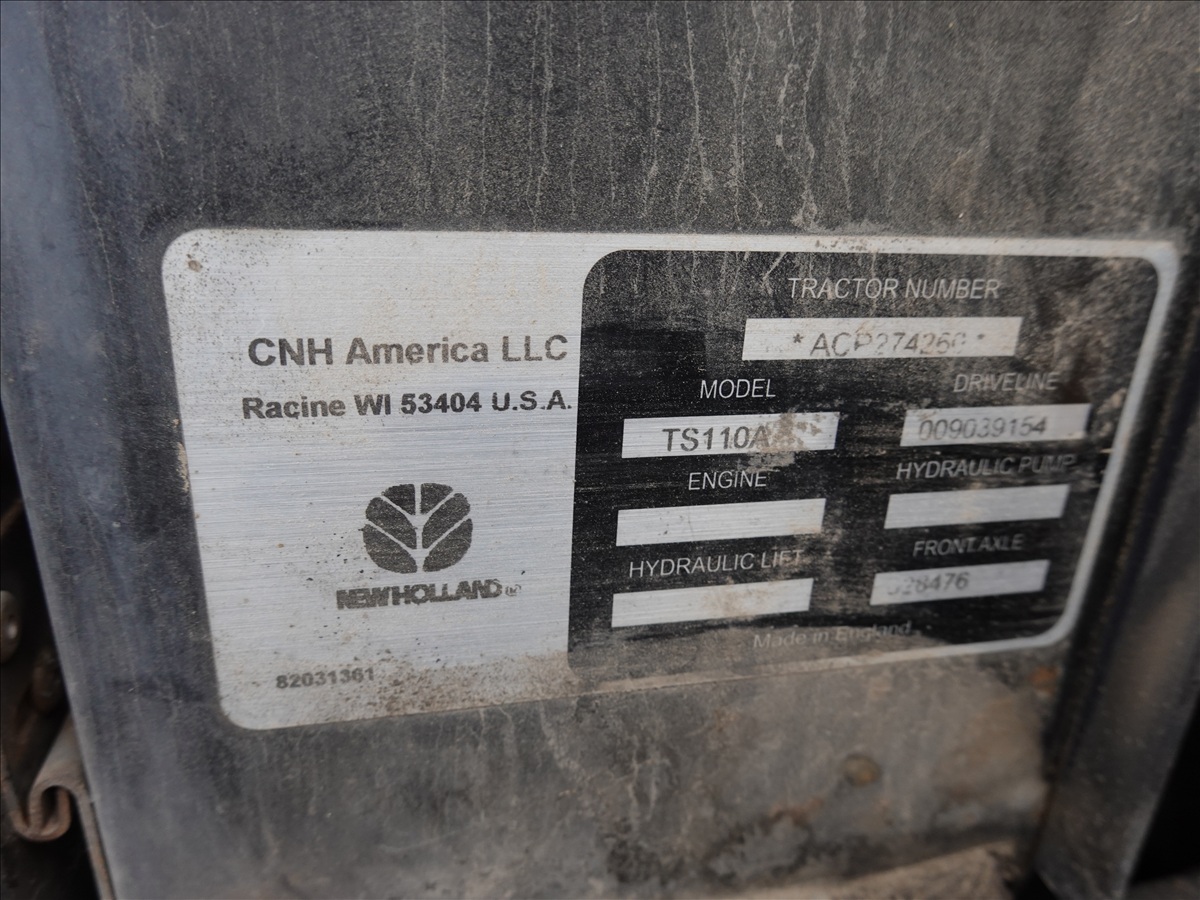 CNH America LLC
Racine WI 53404 U.S.A.
NEW HOLLAND
82031361
TRACTOR NUMBER
MODEL
TS110A
DRIVELINE
009039154
ENGINE
HYDRAULIC PUMP
HYDRAULIC LIFT
FRONT AXLE
Made in England